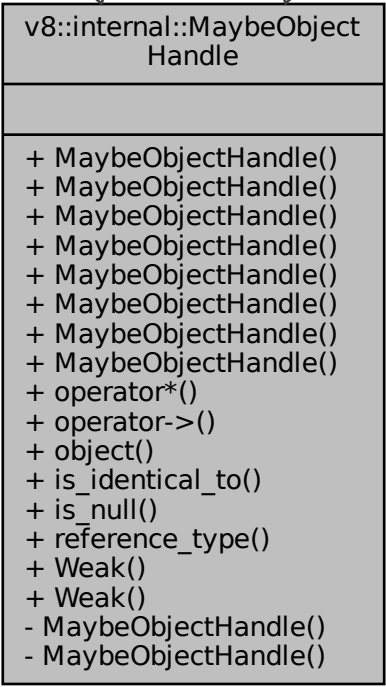 v8::internal::MaybeObject
Handle
+ MaybeObjectHandle()
+ MaybeObjectHandle()
+ MaybeObjectHandle()
+ MaybeObjectHandle()
+ MaybeObjectHandle()
+ MaybeObjectHandle()
+ MaybeObjectHandle()
+ MaybeObjectHandle()
+ operator*()
+ operator->()
+ object()
+ is_identical_to()
+ is_null()
+ reference_type()
+ Weak()
+ Weak()
- MaybeObjectHandle()
- MaybeObjectHandle()